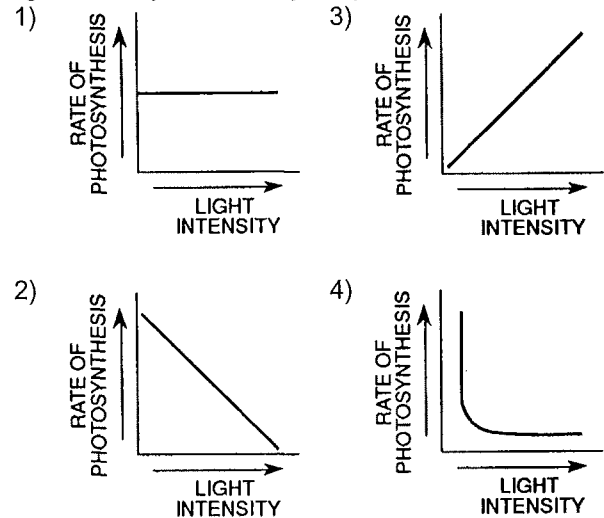 1)
RATE OF
PHOTOSYNTHESIS
LIGHT
INTENSITY
3)
RATE OF
PHOTOSYNTHESIS
LIGHT
INTENSITY
2)
RATE OF
PHOTOSYNTHESIS
LIGHT
INTENSITY
4)
RATE OF
PHOTOSYNTHESIS
LIGHT
INTENSITY